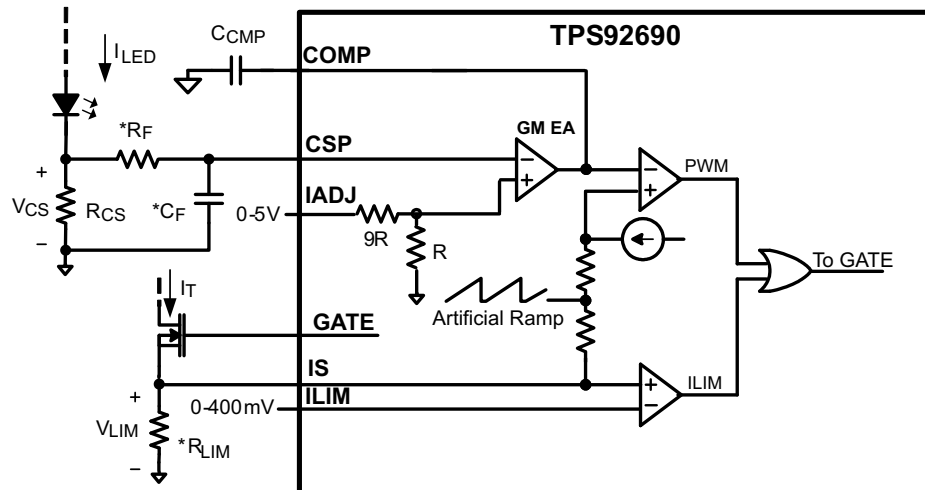 TPS92690
C_CMP
COMP
I_LED
GM EA
*R_F
CSP
−
+
−
+
PWM
+
V_CS
−
R_CS
*C_F
IADJ
0-5V
9R
R
To GATE
Artificial Ramp
I_T
GATE
IS
ILIM
0-400mV
+
−
ILIM
+
V_LIM
−
*R_LIM